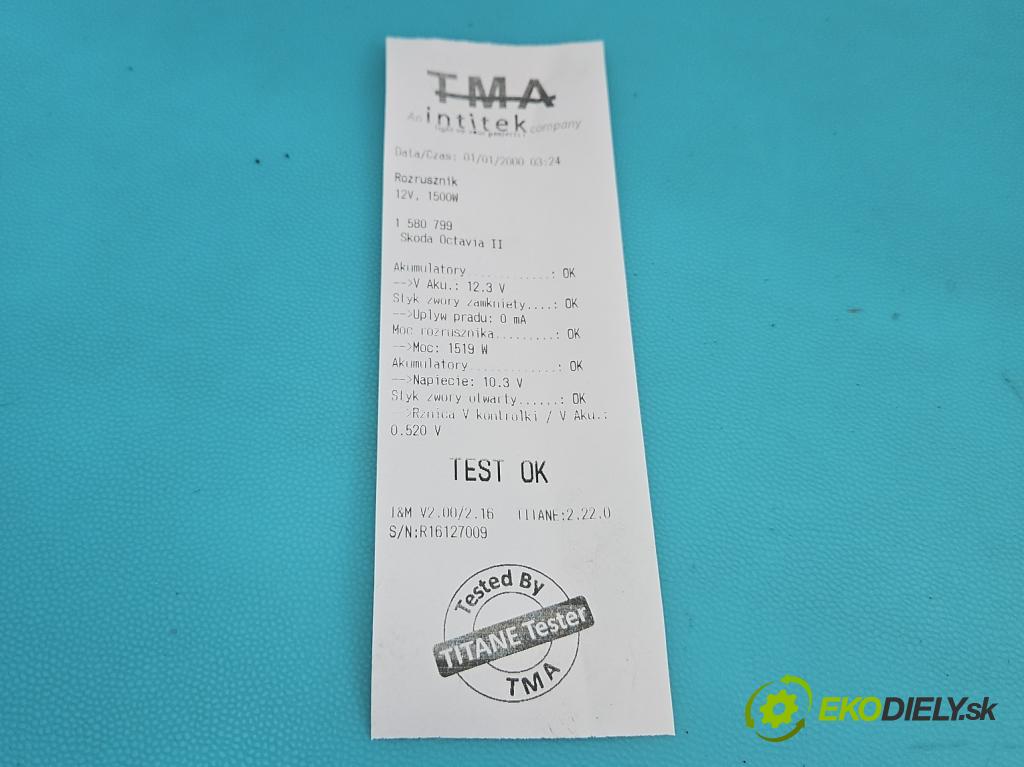 TMA
An intitek company
Data/Czas: 01/01/2000 03:24
Rozrusznik
12V, 1500W
1 580 799
Skoda Octavia II
Akumulatory............: OK
-->V Aku.: 12.3 V
Styk zwory zamkniety....: OK
-->Uplyw pradu: 0 mA
Moc rozrusznika.........: OK
-->Moc: 1519 W
Akumulatory.............: OK
-->Napiecie: 10.3 V
Styk zwory otwarty......: OK
-->Rznica V kontrolki / V Aku.:
0.520 V
TEST OK
I&M V2.00/2.16 TITANE:2.22.0
S/N:R16127009
Tested By
TITANE Tester
TMA
EKODIELY.sk